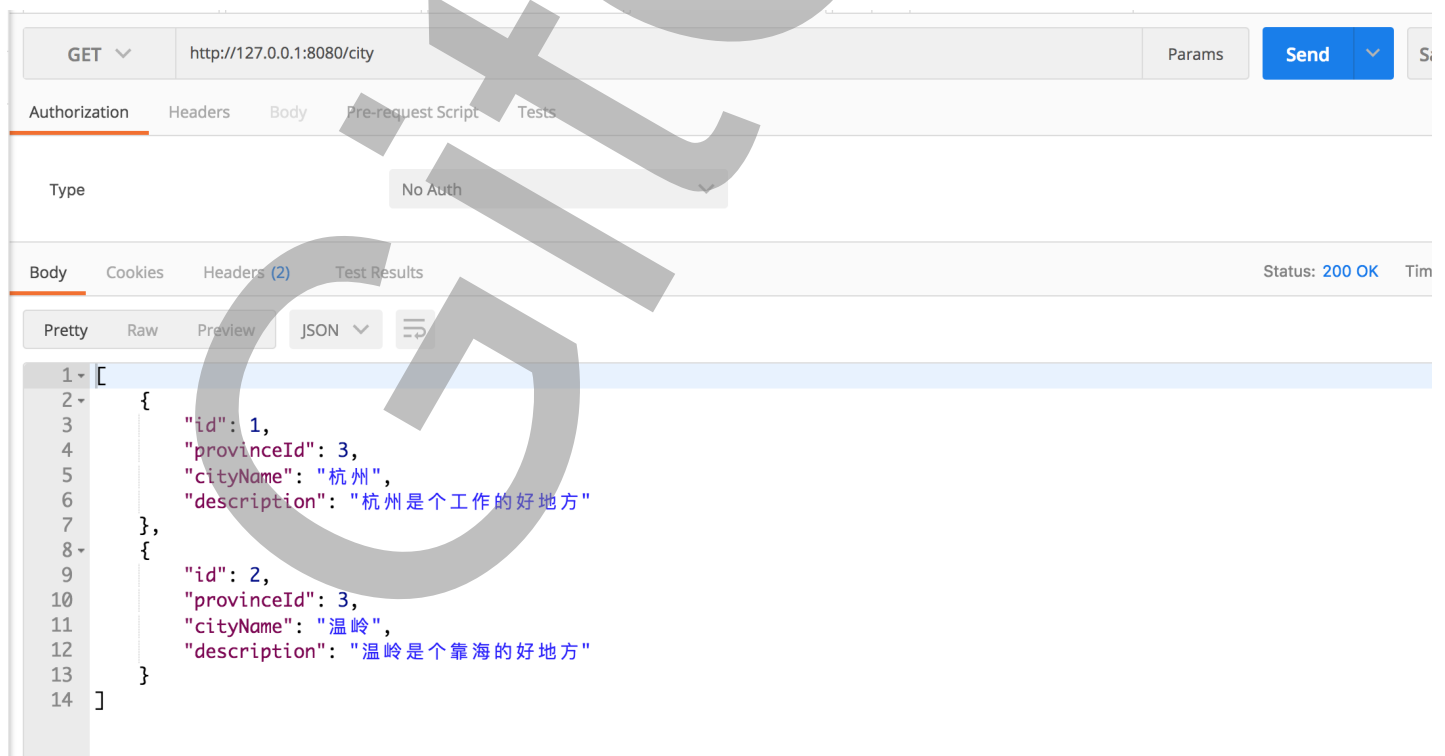 GET http://127.0.0.1:8080/city Params Send
Authorization Headers Body Pre-request Script Tests
Type No Auth
Body Cookies Headers (2) Test Results Status: 200 OK
Pretty Raw Preview JSON
1 [
2 {
3 "id": 1,
4 "provinceId": 3,
5 "cityName": "杭州",
6 "description": "杭州是个工作的好地方"
7 },
8 {
9 "id": 2,
10 "provinceId": 3,
11 "cityName": "温岭",
12 "description": "温岭是个靠海的好地方"
13 }
14 ]